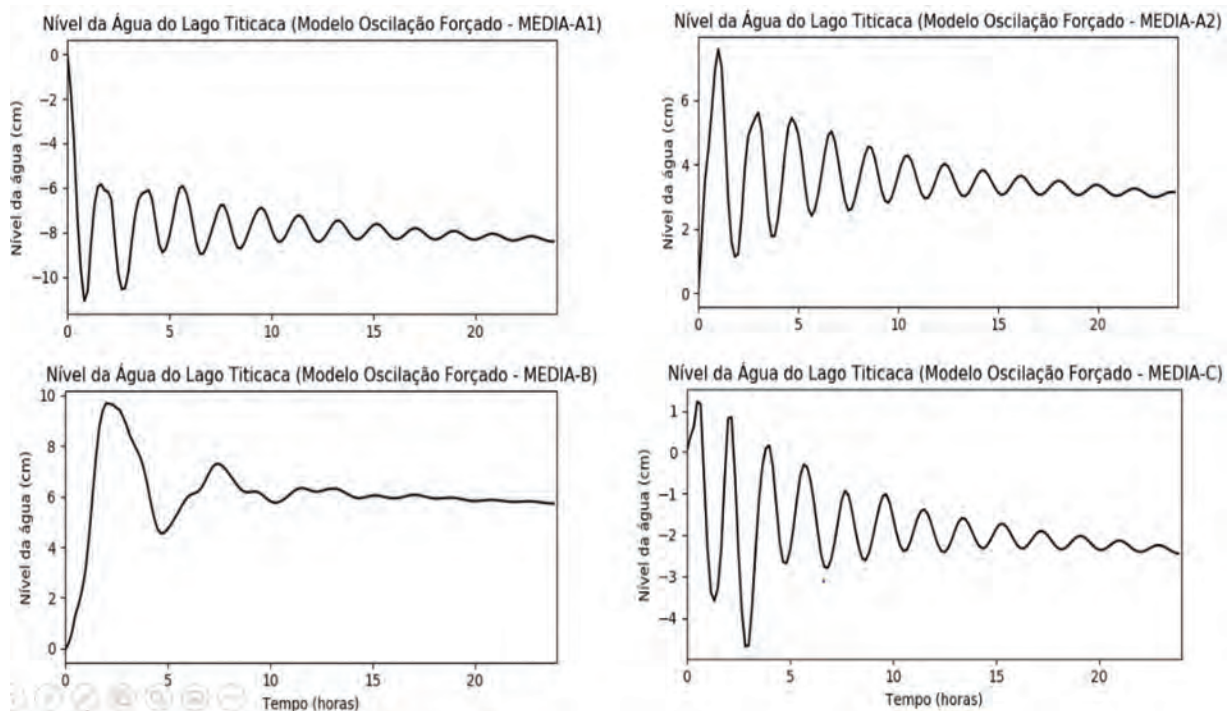 Nível da Água do Lago Titicaca (Modelo Oscilação Forçado - MEDIA-A1)
Nível da água (cm)
0
−2
−4
−6
−8
−10
0 5 10 15 20
Nível da Água do Lago Titicaca (Modelo Oscilação Forçado - MEDIA-A2)
Nível da água (cm)
6
4
2
0
0 5 10 15 20
Nível da Água do Lago Titicaca (Modelo Oscilação Forçado - MEDIA-B)
Nível da água (cm)
10
8
6
4
2
0
0 5 10 15 20
Tempo (horas)
Nível da Água do Lago Titicaca (Modelo Oscilação Forçado - MEDIA-C)
Nível da água (cm)
1
0
−1
−2
−3
−4
0 5 10 15 20
Tempo (horas)